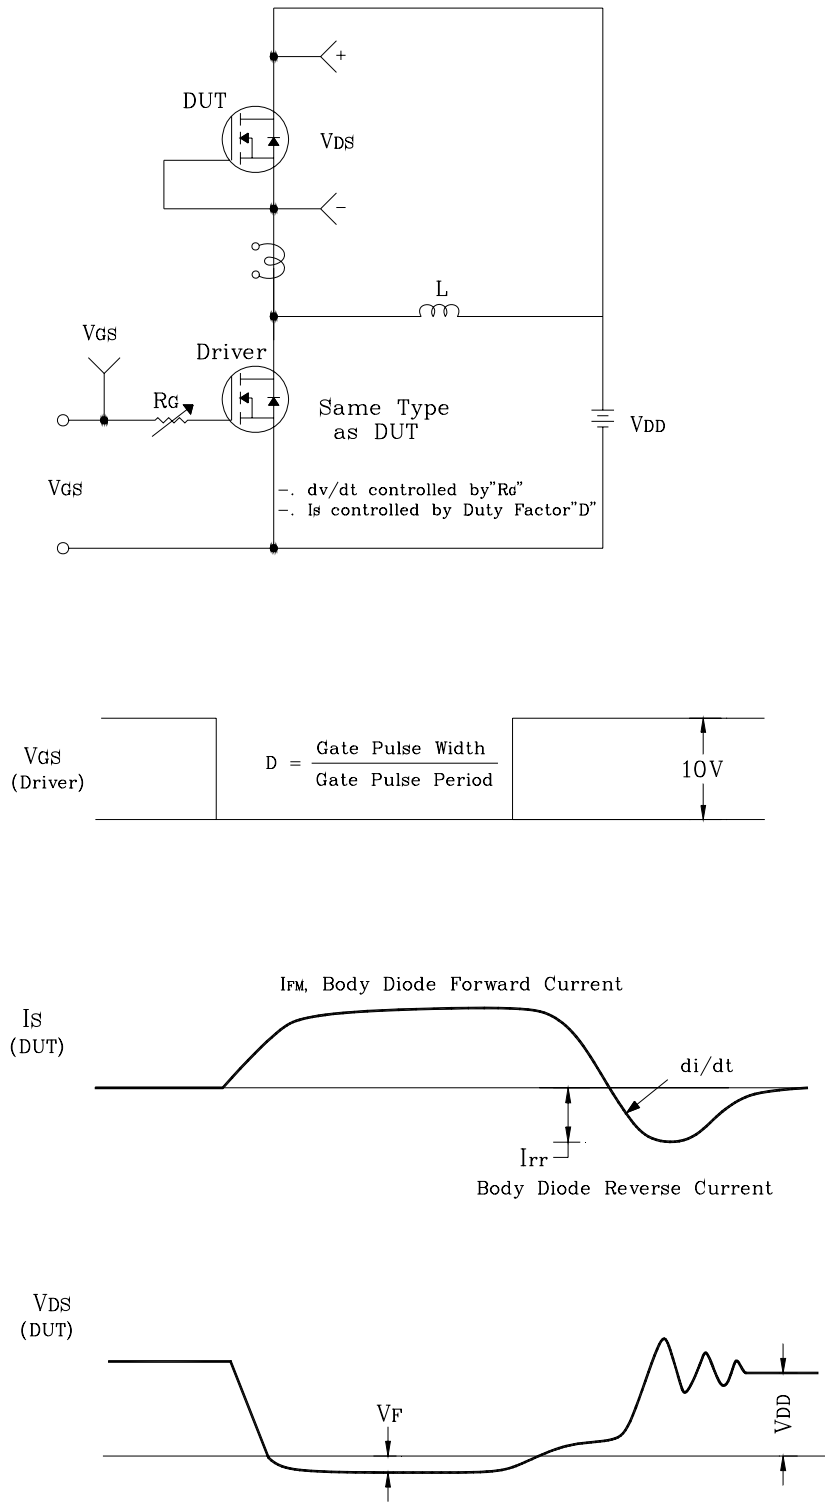 +
DUT
VDS
−
L
VGS
Driver
RG
Same Type
as DUT
VDD
VGS
−. dv/dt controlled by"RG"
−. Is controlled by Duty Factor"D"
VGS
(Driver)
D = Gate Pulse Width
Gate Pulse Period
10V
IFM, Body Diode Forward Current
IS
(DUT)
di/dt
Irr
Body Diode Reverse Current
VDS
(DUT)
VF
VDD